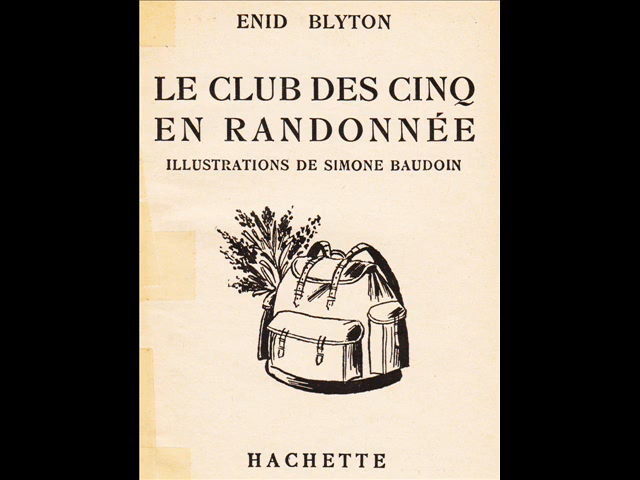 ENID BLYTON
LE CLUB DES CINQ
EN RANDONNÉE
ILLUSTRATIONS DE SIMONE BAUDOIN
HACHETTE